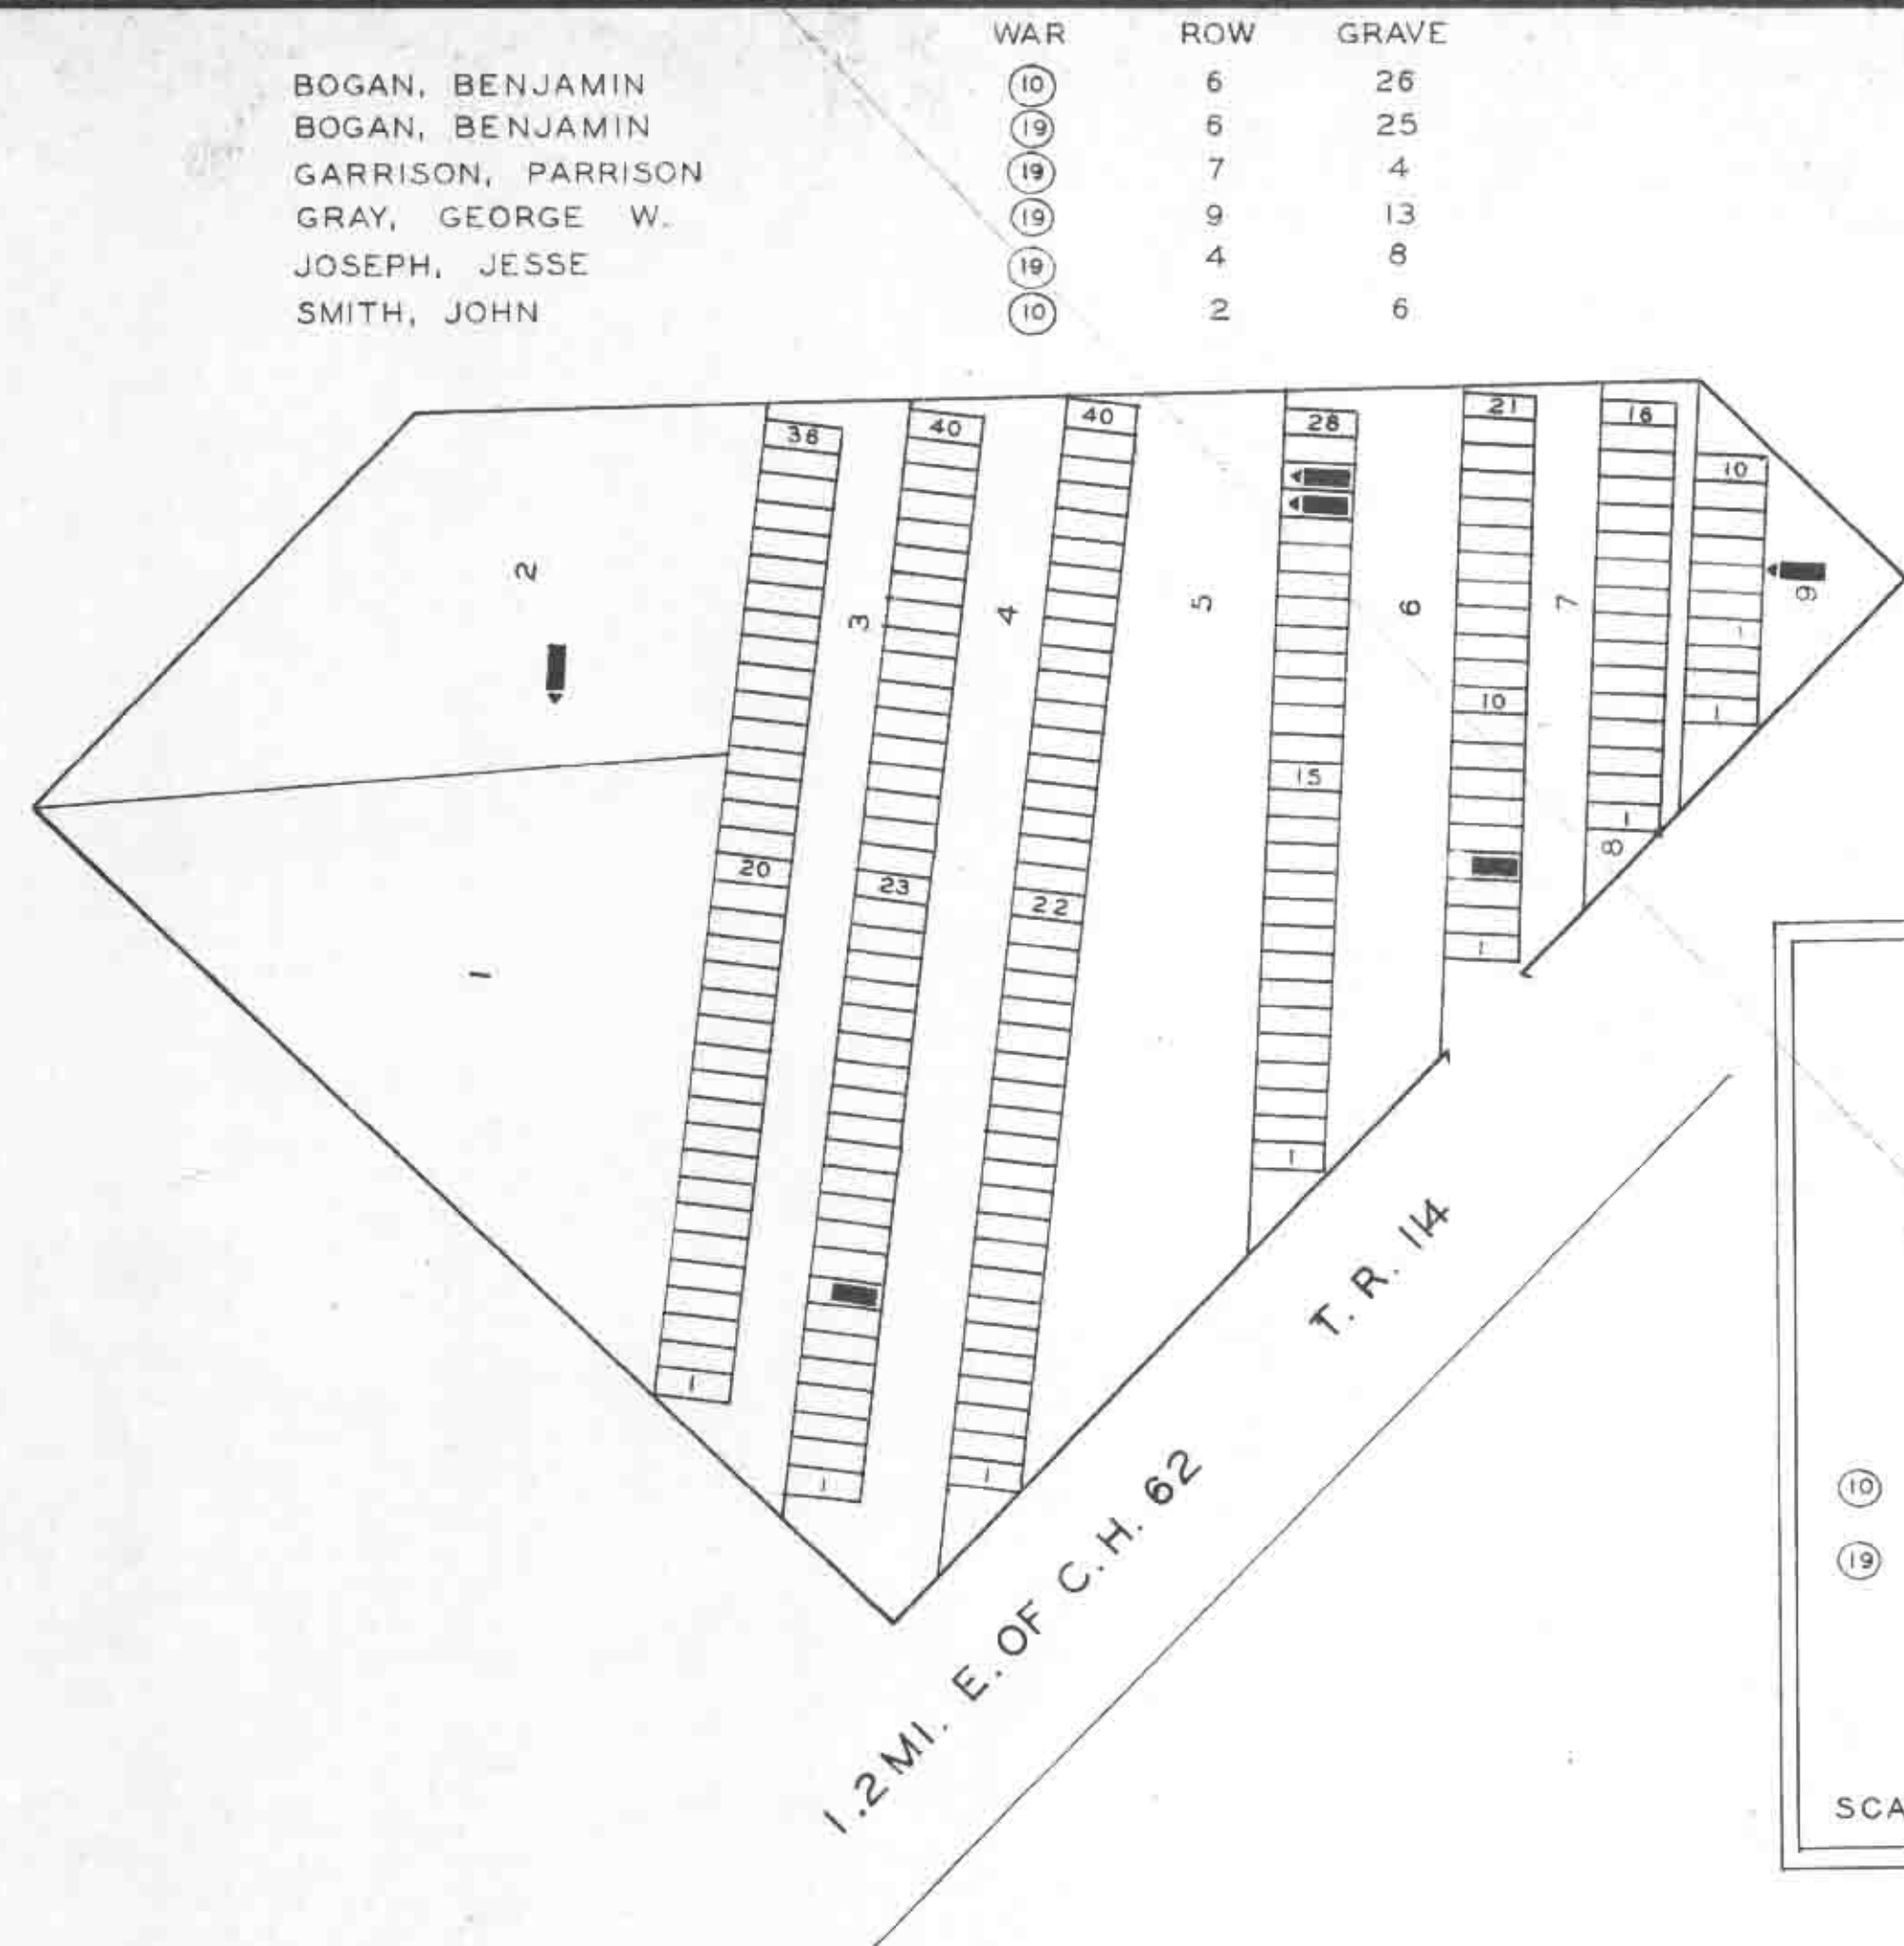 WAR ROW GRAVE
BOGAN, BENJAMIN 10 6 26
BOGAN, BENJAMIN 19 6 25
GARRISON, PARRISON 19 7 4
GRAY, GEORGE W. 19 9 13
JOSEPH, JESSE 19 4 8
SMITH, JOHN 10 2 6
36 40 40 28 21 16 10
2 3 4 5 6 7 9
10
15
20 23 22 1 8
1 1
1
1 1 1
T. R. 114
1.2 MI. E. OF C. H. 62
10
19
SCA